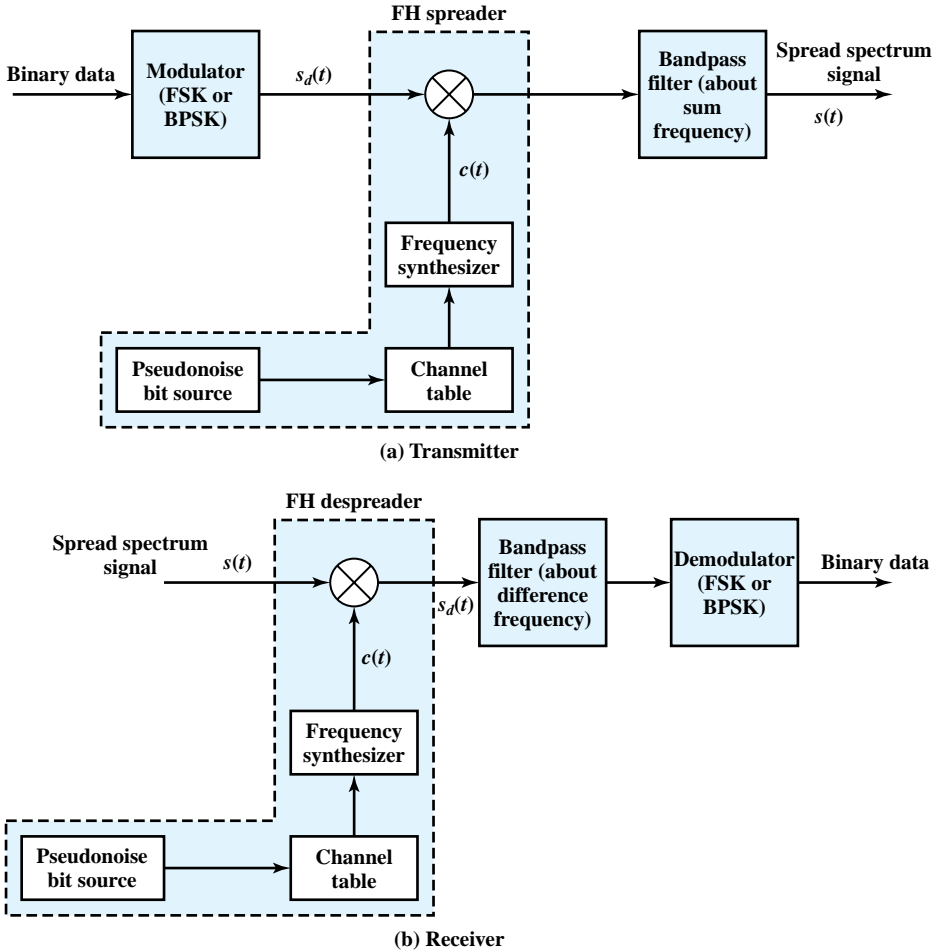 FH spreader
Binary data
Modulator
(FSK or
BPSK)
s_d(t)
Bandpass
filter (about
sum
frequency)
Spread spectrum
signal
s(t)
c(t)
Frequency
synthesizer
Pseudonoise
bit source
Channel
table
(a) Transmitter
FH despreader
Spread spectrum
signal
s(t)
s_d(t)
Bandpass
filter (about
difference
frequency)
Demodulator
(FSK or
BPSK)
Binary data
c(t)
Frequency
synthesizer
Pseudonoise
bit source
Channel
table
(b) Receiver